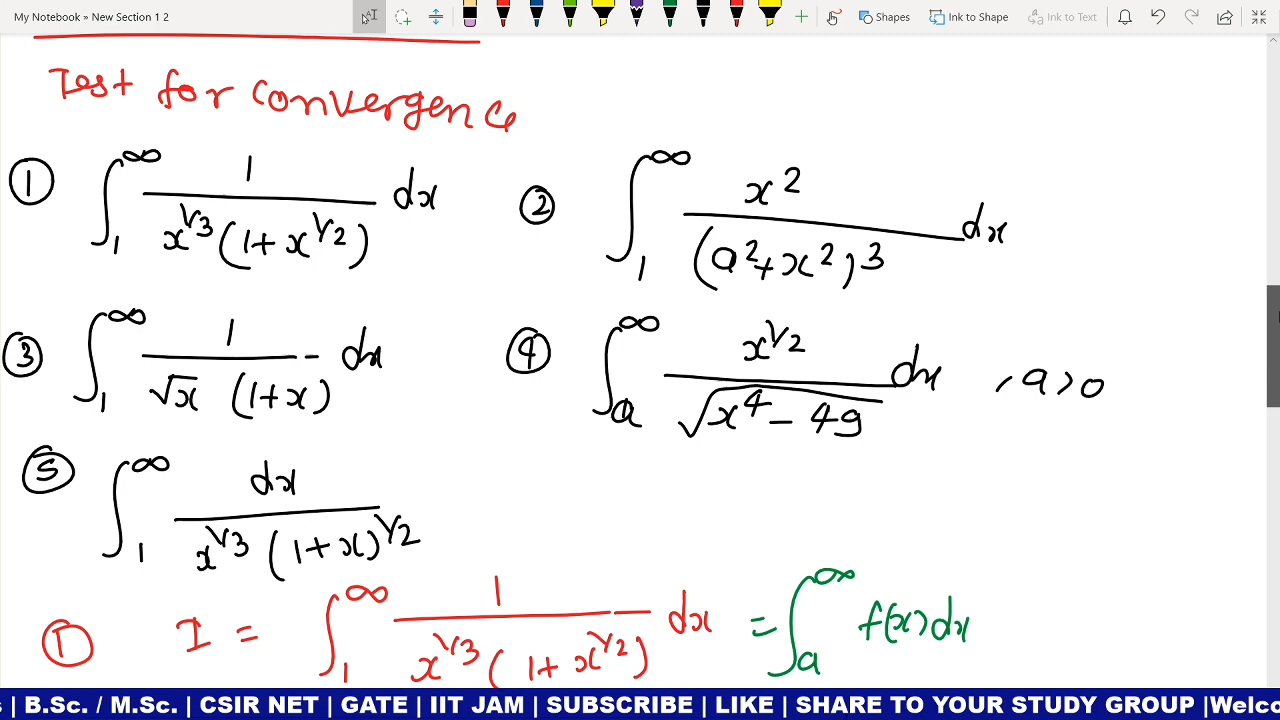 My Notebook » New Section 1 2
Shapes Ink to Shape Ink to Text
Test for convergence
① ∫₁^∞ 1/(x^1/3 (1+x^1/2)) dx ② ∫₁^∞ x²/(a²+x²)³ dx
③ ∫₁^∞ 1/(√x (1+x)) - dx ④ ∫ₐ^∞ x^1/2/√(x⁴-49) dx , a>0
⑤ ∫₁^∞ dx/(x^1/3 (1+x)^1/2)
① I = ∫₁^∞ 1/(x^1/3 (1+x^1/2)) dx = ∫ₐ^∞ f(x)dx
| B.Sc. / M.Sc. | CSIR NET | GATE | IIT JAM | SUBSCRIBE | LIKE | SHARE TO YOUR STUDY GROUP |Welco